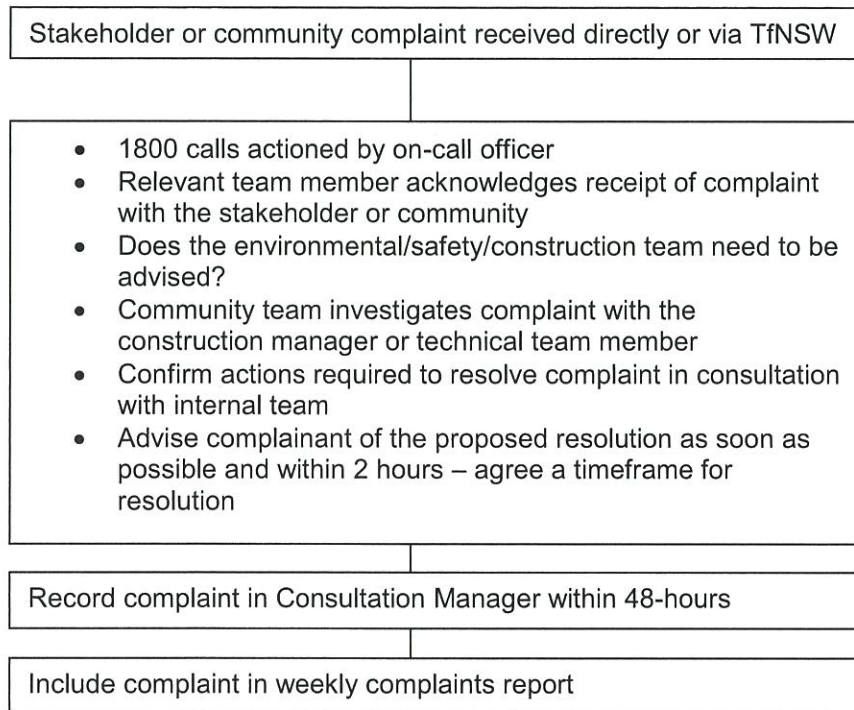 Stakeholder or community complaint received directly or via TfNSW
• 1800 calls actioned by on-call officer
• Relevant team member acknowledges receipt of complaint
with the stakeholder or community
• Does the environmental/safety/construction team need to be
advised?
• Community team investigates complaint with the
construction manager or technical team member
• Confirm actions required to resolve complaint in consultation
with internal team
• Advise complainant of the proposed resolution as soon as
possible and within 2 hours – agree a timeframe for
resolution
Record complaint in Consultation Manager within 48-hours
Include complaint in weekly complaints report